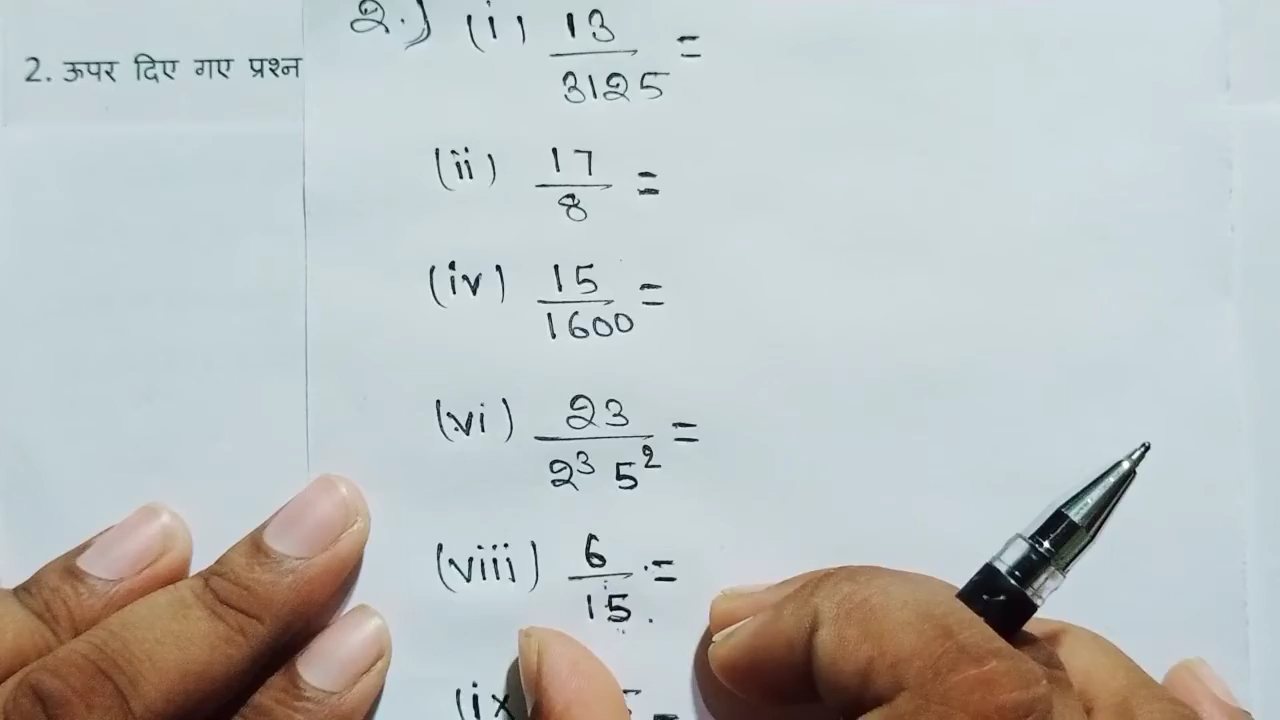 2. ऊपर दिए गए प्रश्न
2.) (i) 13/3125 =
(ii) 17/8 =
(iv) 15/1600 =
(vi) 23/2³ 5² =
(viii) 6/15 =
(ix